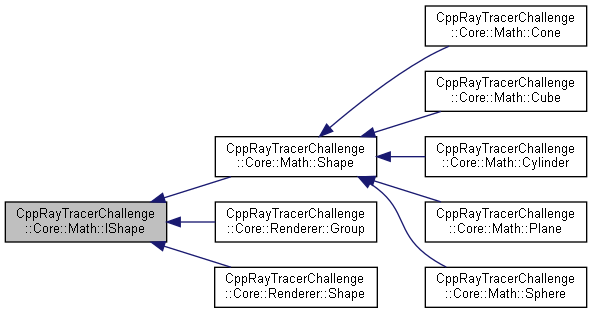 CppRayTracerChallenge
::Core::Math::IShape
CppRayTracerChallenge
::Core::Math::Shape
CppRayTracerChallenge
::Core::Renderer::Group
CppRayTracerChallenge
::Core::Renderer::Shape
CppRayTracerChallenge
::Core::Math::Cone
CppRayTracerChallenge
::Core::Math::Cube
CppRayTracerChallenge
::Core::Math::Cylinder
CppRayTracerChallenge
::Core::Math::Plane
CppRayTracerChallenge
::Core::Math::Sphere